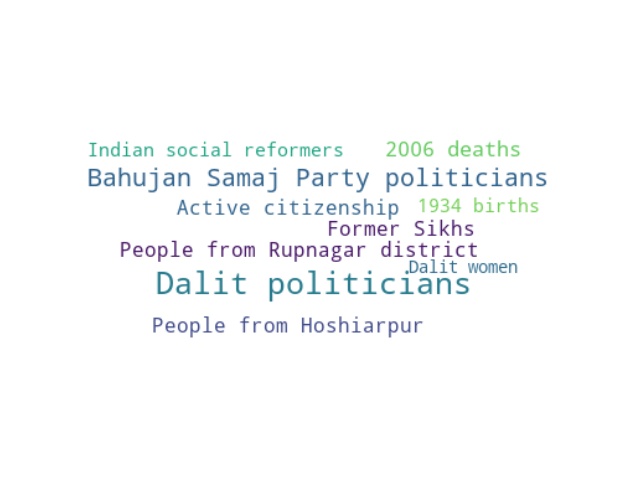 Indian social reformers
2006 deaths
Bahujan Samaj Party politicians
Active citizenship
1934 births
Former Sikhs
People from Rupnagar district
Dalit women
Dalit politicians
People from Hoshiarpur